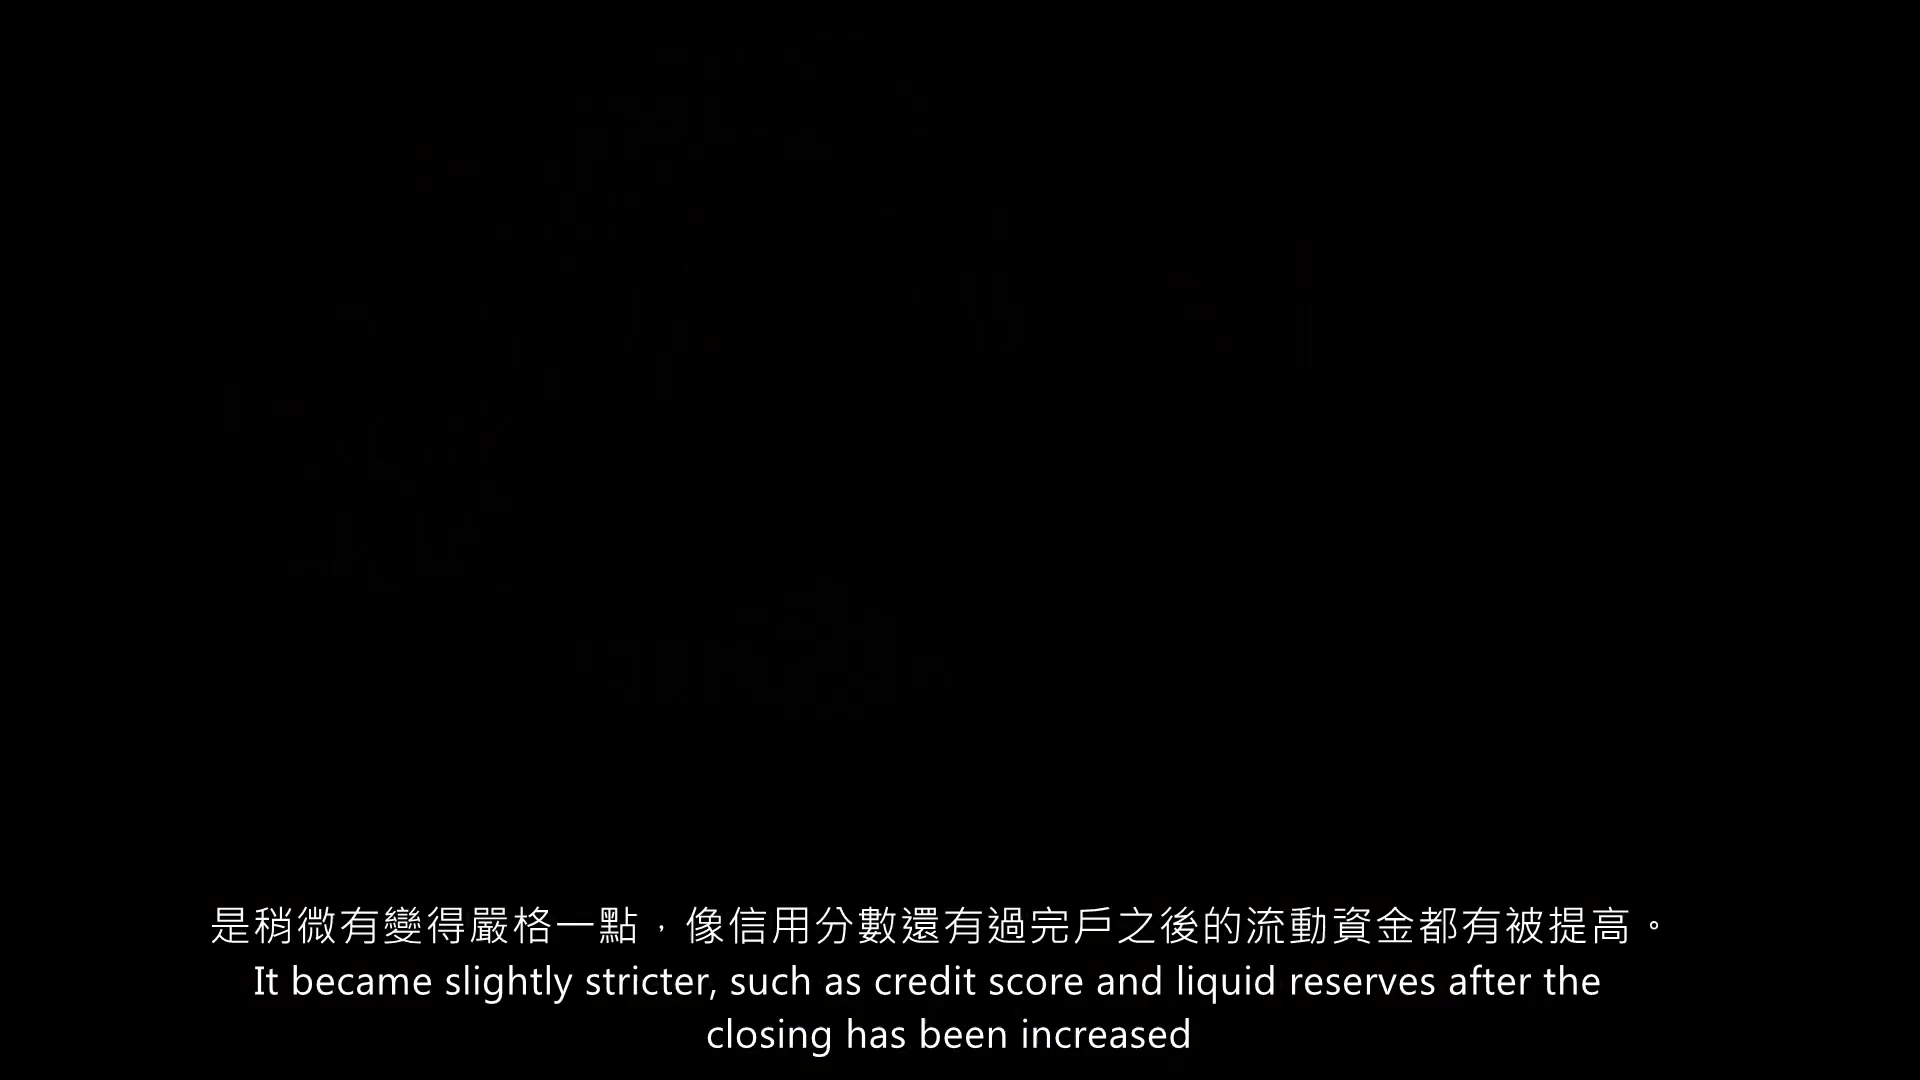 是稍微有變得嚴格一點，像信用分數還有過完戶之後的流動資金都有被提高。
It became slightly stricter, such as credit score and liquid reserves after the
closing has been increased